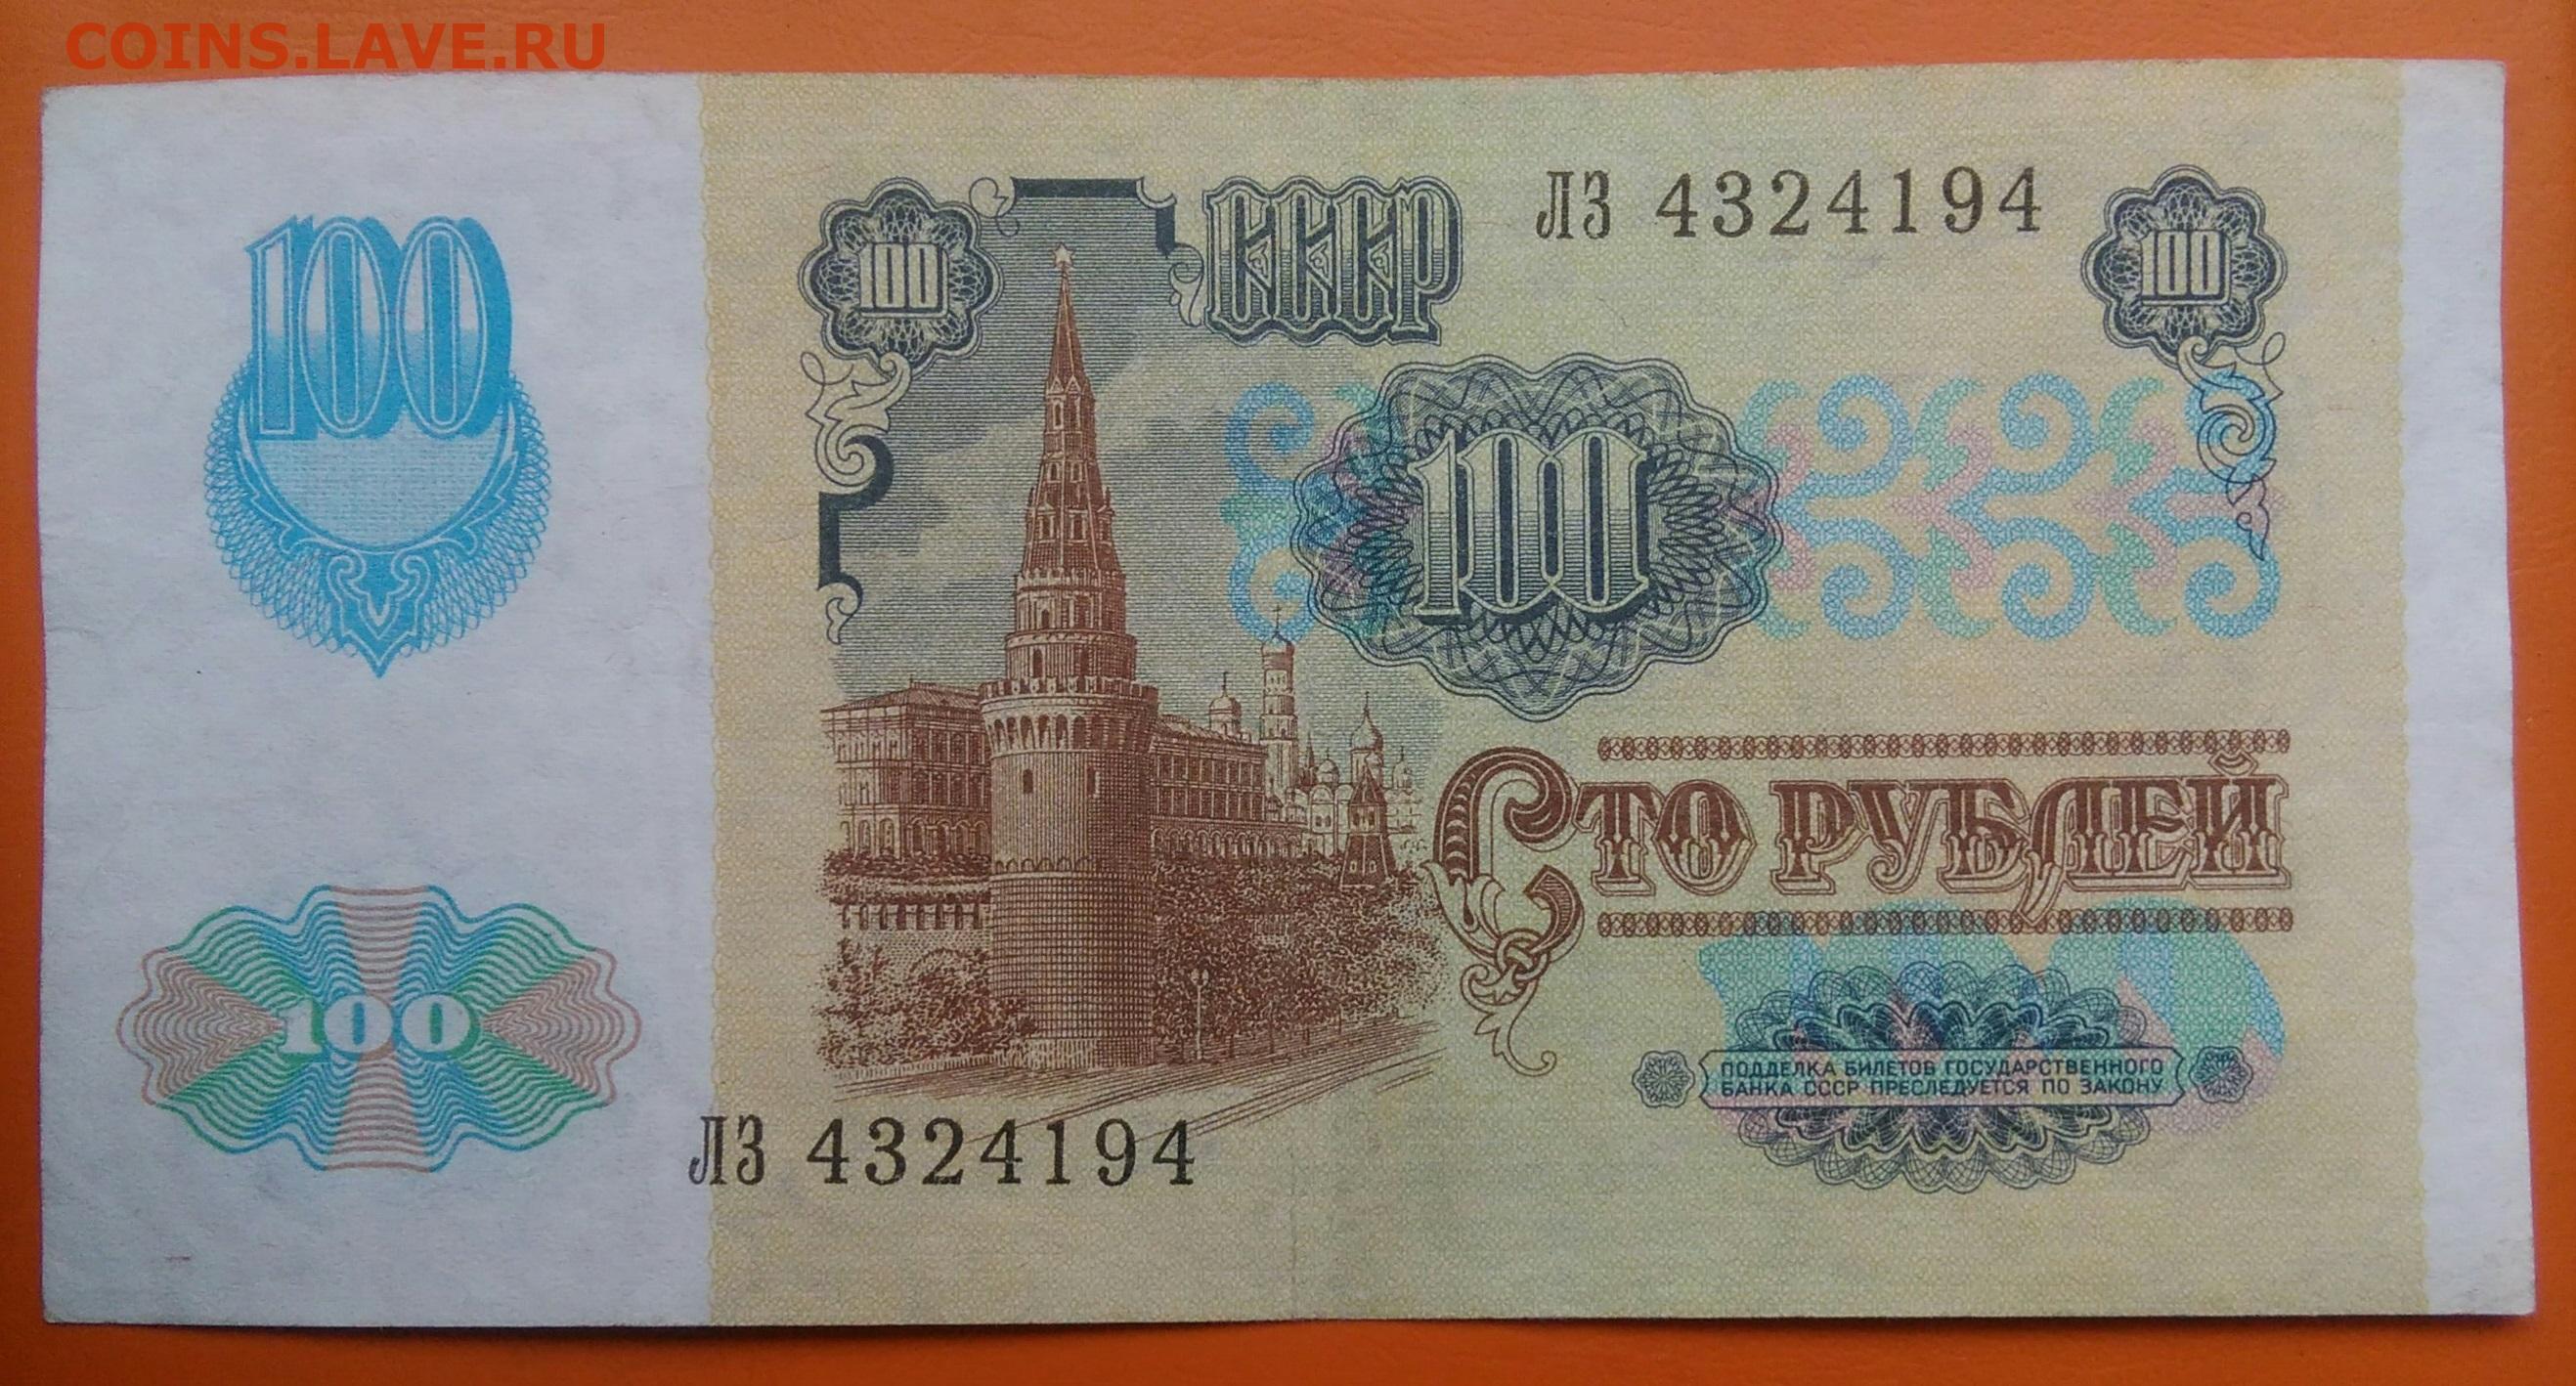 COINS.LAVE.RU
100
100
СССР
ЛЗ 4324194
100
100
СТО РУБЛЕЙ
100
ПОДДЕЛКА БИЛЕТОВ ГОСУДАРСТВЕННОГО
БАНКА СССР ПРЕСЛЕДУЕТСЯ ПО ЗАКОНУ
ЛЗ 4324194